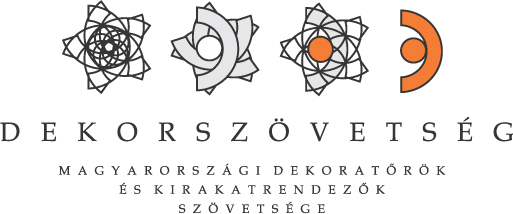 DEKORSZÖVETSÉG
MAGYARORSZÁGI DEKORATŐRÖK
ÉS KIRAKATRENDEZŐK
SZÖVETSÉGE